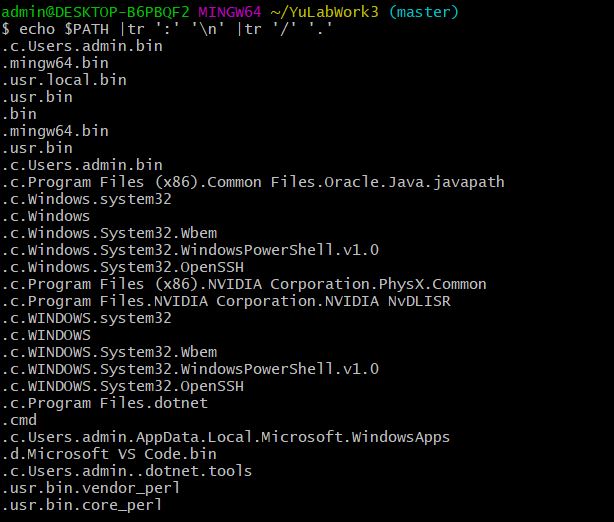 admin@DESKTOP-B6PBQF2 MINGW64 ~/YuLabWork3 (master)
$ echo $PATH |tr ':' '\n' |tr '/' '.'
.c.Users.admin.bin
.mingw64.bin
.usr.local.bin
.usr.bin
.bin
.mingw64.bin
.usr.bin
.c.Users.admin.bin
.c.Program Files (x86).Common Files.Oracle.Java.javapath
.c.Windows.system32
.c.Windows
.c.Windows.System32.Wbem
.c.Windows.System32.WindowsPowerShell.v1.0
.c.Windows.System32.OpenSSH
.c.Program Files (x86).NVIDIA Corporation.PhysX.Common
.c.Program Files.NVIDIA Corporation.NVIDIA NvDLISR
.c.WINDOWS.system32
.c.WINDOWS
.c.WINDOWS.System32.Wbem
.c.WINDOWS.System32.WindowsPowerShell.v1.0
.c.WINDOWS.System32.OpenSSH
.c.Program Files.dotnet
.cmd
.c.Users.admin.AppData.Local.Microsoft.WindowsApps
.d.Microsoft VS Code.bin
.c.Users.admin..dotnet.tools
.usr.bin.vendor_perl
.usr.bin.core_perl